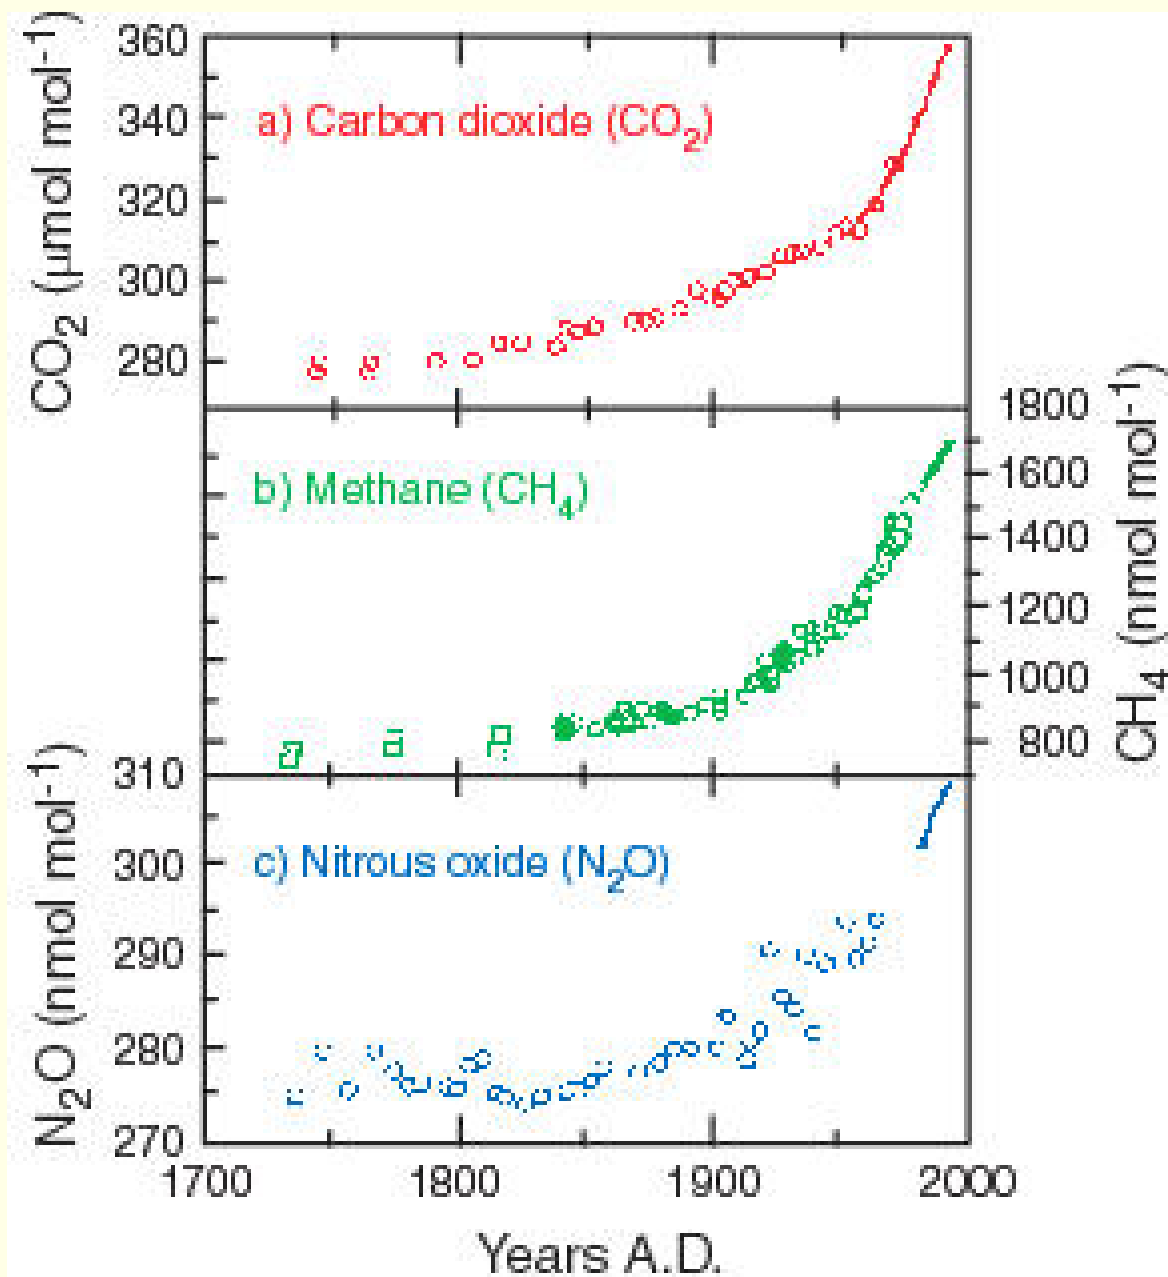 CO₂ (µmol mol⁻¹)
360
340
320
300
280
a) Carbon dioxide (CO₂)
b) Methane (CH₄)
1800
1600
1400
1200
1000
800
CH₄ (nmol mol⁻¹)
N₂O (nmol mol⁻¹)
310
300
290
280
270
c) Nitrous oxide (N₂O)
1700 1800 1900 2000
Years A.D.